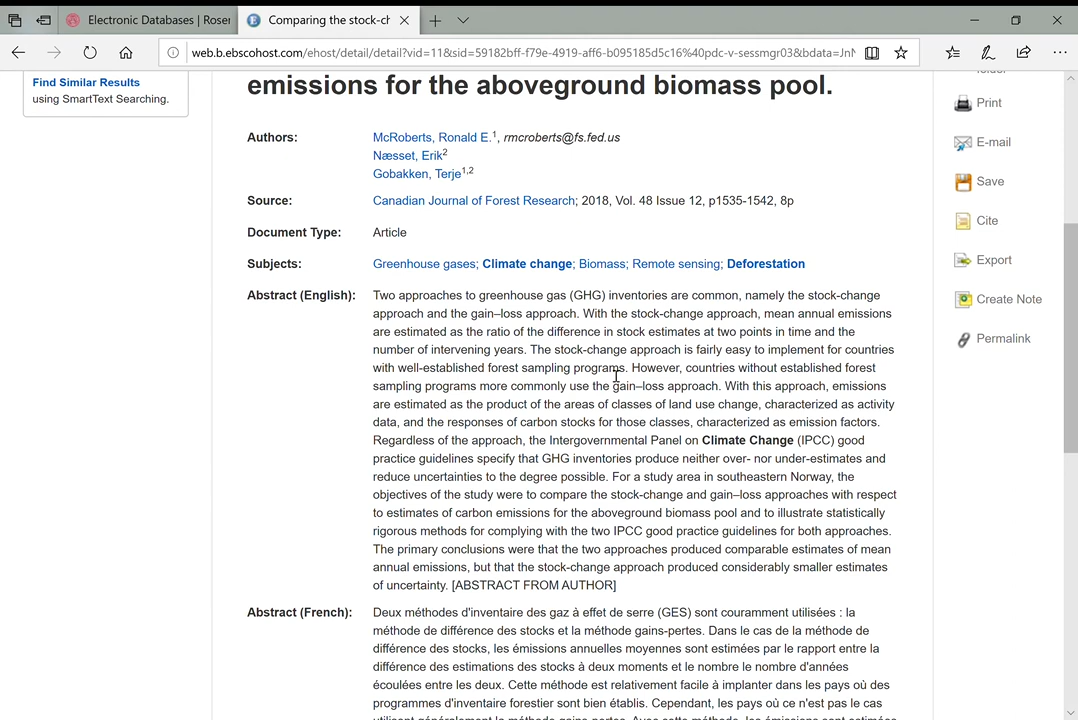 Electronic Databases | Roser
Comparing the stock-ch
web.b.ebscohost.com/ehost/detail/detail?vid=11&sid=59182bff-f79e-4919-aff6-b095185d5c16%40pdc-v-sessmgr03&bdata=JnN
Find Similar Results
using SmartText Searching.
emissions for the aboveground biomass pool.
Authors: McRoberts, Ronald E.1, rmcroberts@fs.fed.us
Næsset, Erik2
Gobakken, Terje1,2
Source: Canadian Journal of Forest Research; 2018, Vol. 48 Issue 12, p1535-1542, 8p
Document Type: Article
Subjects: Greenhouse gases; Climate change; Biomass; Remote sensing; Deforestation
Abstract (English): Two approaches to greenhouse gas (GHG) inventories are common, namely the stock-change
approach and the gain–loss approach. With the stock-change approach, mean annual emissions
are estimated as the ratio of the difference in stock estimates at two points in time and the
number of intervening years. The stock-change approach is fairly easy to implement for countries
with well-established forest sampling programs. However, countries without established forest
sampling programs more commonly use the gain–loss approach. With this approach, emissions
are estimated as the product of the areas of classes of land use change, characterized as activity
data, and the responses of carbon stocks for those classes, characterized as emission factors.
Regardless of the approach, the Intergovernmental Panel on Climate Change (IPCC) good
practice guidelines specify that GHG inventories produce neither over- nor under-estimates and
reduce uncertainties to the degree possible. For a study area in southeastern Norway, the
objectives of the study were to compare the stock-change and gain–loss approaches with respect
to estimates of carbon emissions for the aboveground biomass pool and to illustrate statistically
rigorous methods for complying with the two IPCC good practice guidelines for both approaches.
The primary conclusions were that the two approaches produced comparable estimates of mean
annual emissions, but that the stock-change approach produced considerably smaller estimates
of uncertainty. [ABSTRACT FROM AUTHOR]
Abstract (French): Deux méthodes d'inventaire des gaz à effet de serre (GES) sont couramment utilisées : la
méthode de différence des stocks et la méthode gains-pertes. Dans le cas de la méthode de
différence des stocks, les émissions annuelles moyennes sont estimées par le rapport entre la
différence des estimations des stocks à deux moments et le nombre le nombre d'années
écoulées entre les deux. Cette méthode est relativement facile à implanter dans les pays où des
programmes d'inventaire forestier sont bien établis. Cependant, les pays où ce n'est pas le cas
utilisent généralement la méthode gains-pertes. Avec cette méthode, les émissions sont estimées
folder
Print
E-mail
Save
Cite
Export
Create Note
Permalink